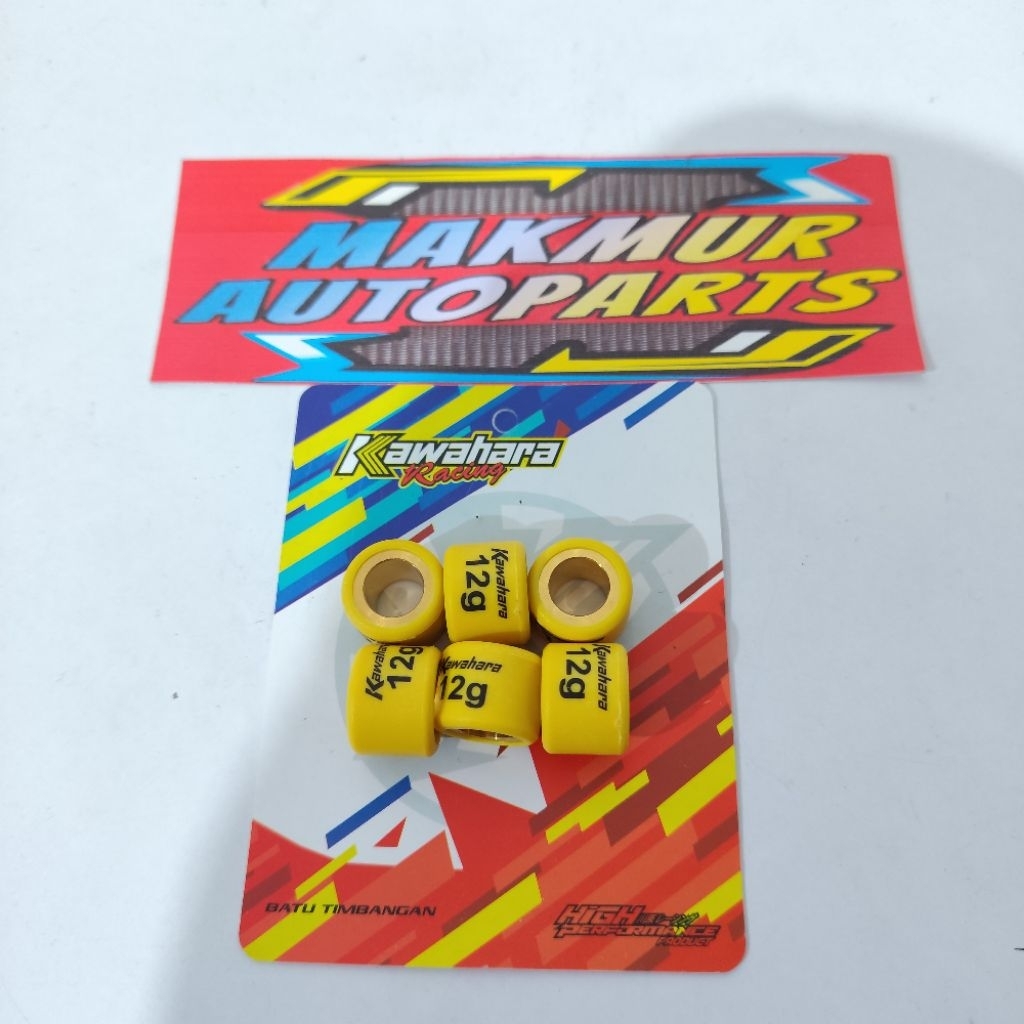 MAKMUR
AUTOPARTS
Kawahara
Racing
Kawahara
12g
Kawahara
12g
Kawahara
12g
Kawahara
12g
BATU TIMBANGAN
HIGH
PERFORMANCE
PRODUCT